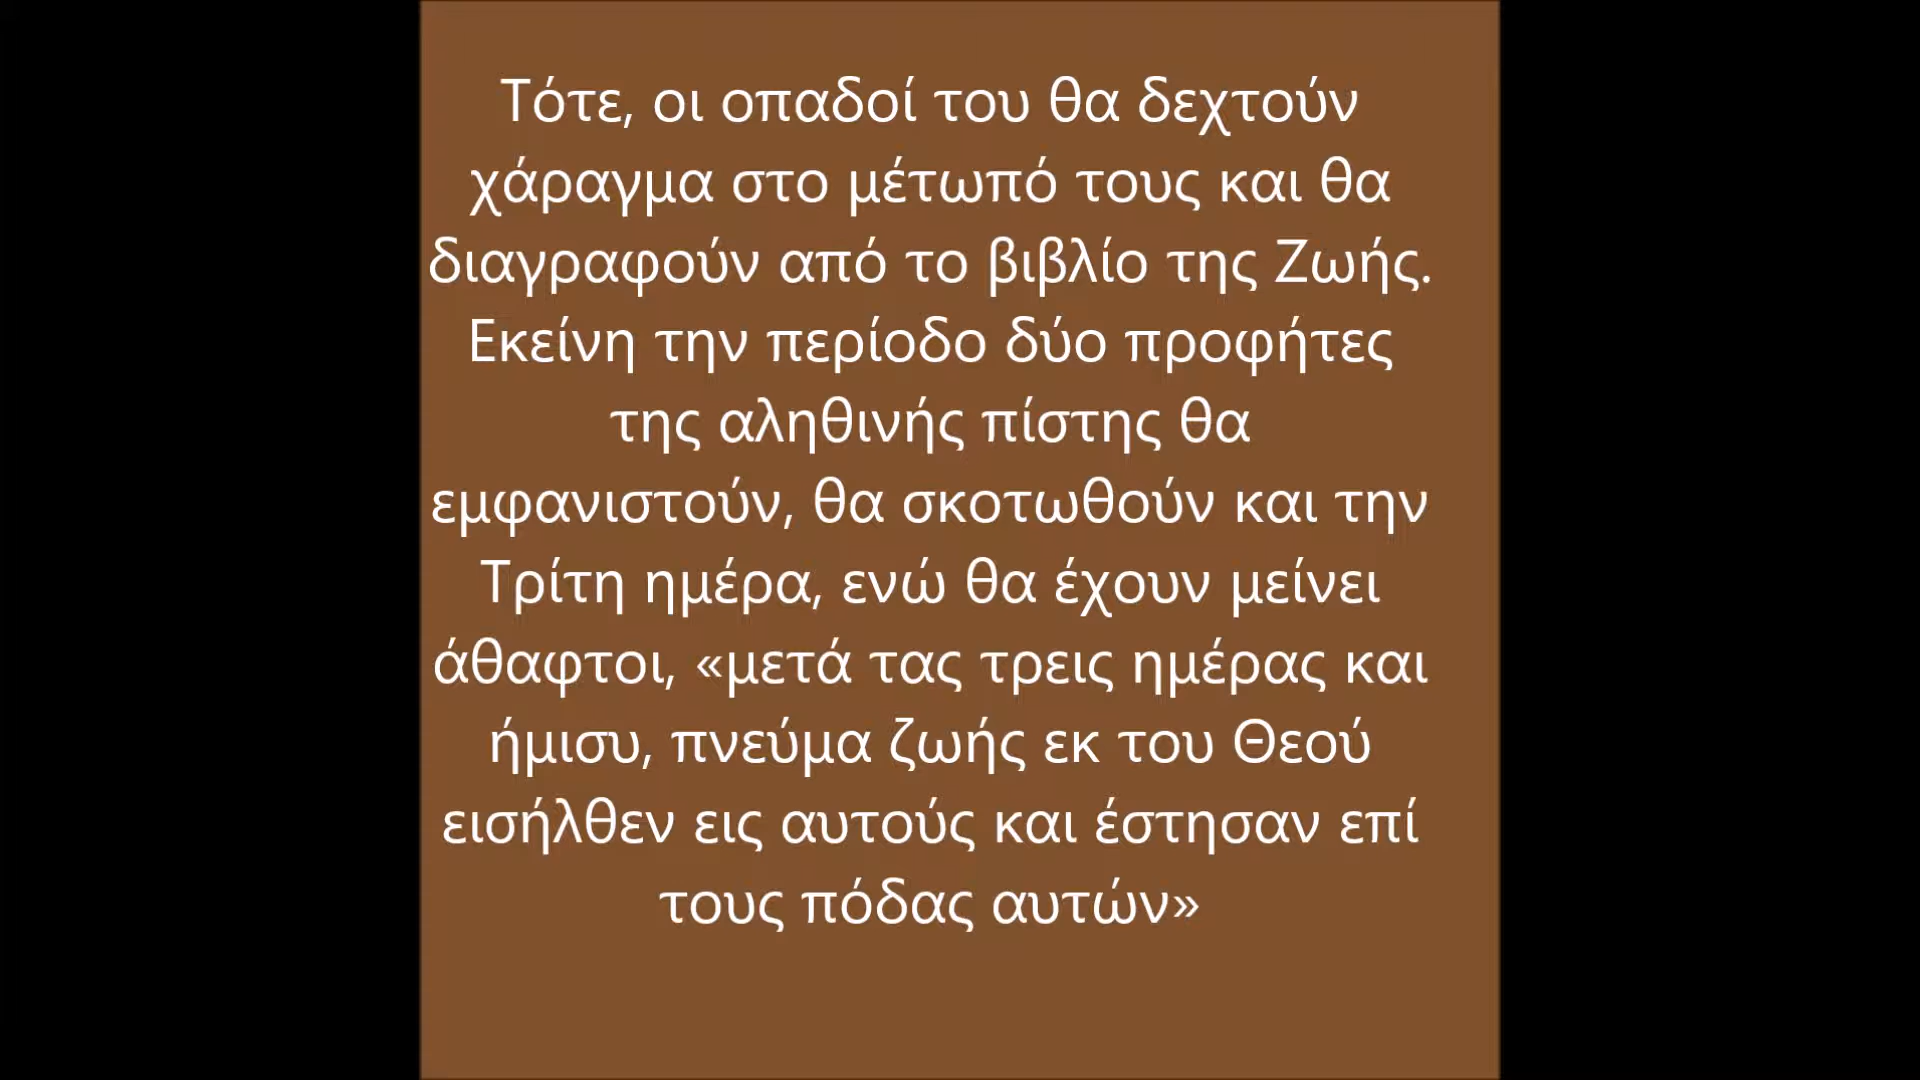 Τότε, οι οπαδοί του θα δεχτούν
χάραγμα στο μέτωπό τους και θα
διαγραφούν από το βιβλίο της Ζωής.
Εκείνη την περίοδο δύο προφήτες
της αληθινής πίστης θα
εμφανιστούν, θα σκοτωθούν και την
Τρίτη ημέρα, ενώ θα έχουν μείνει
άθαφτοι, «μετά τας τρεις ημέρας και
ήμισυ, πνεύμα ζωής εκ του Θεού
εισήλθεν εις αυτούς και έστησαν επί
τους πόδας αυτών»